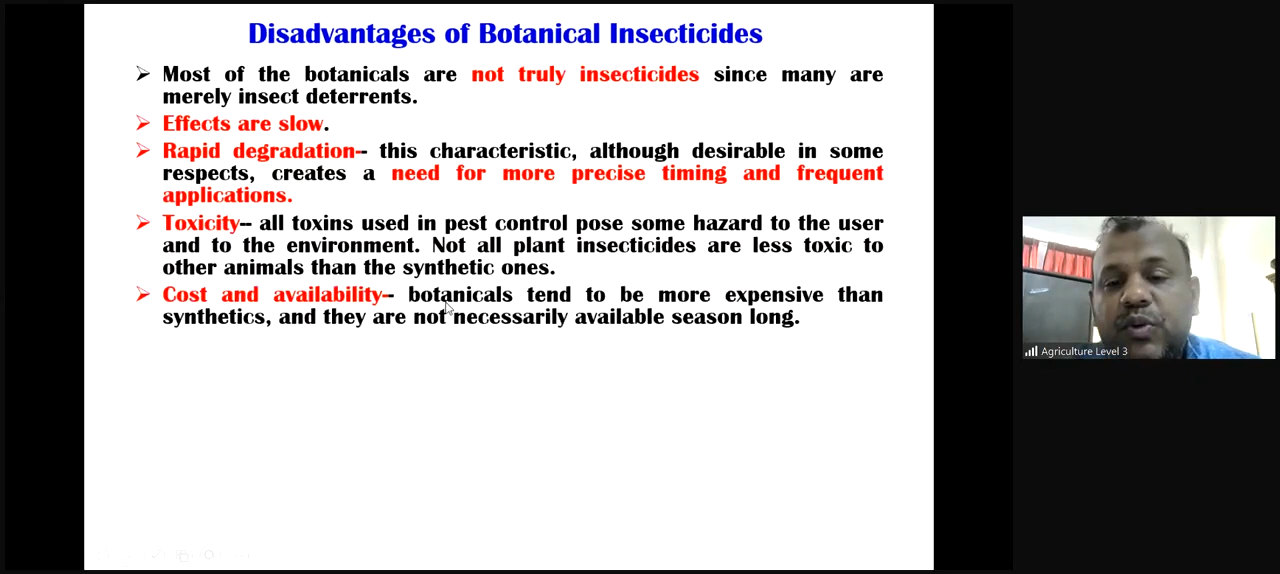 Disadvantages of Botanical Insecticides
➢ Most of the botanicals are not truly insecticides since many are
merely insect deterrents.
➢ Effects are slow.
➢ Rapid degradation-- this characteristic, although desirable in some
respects, creates a need for more precise timing and frequent
applications.
➢ Toxicity-- all toxins used in pest control pose some hazard to the user
and to the environment. Not all plant insecticides are less toxic to
other animals than the synthetic ones.
➢ Cost and availability-- botanicals tend to be more expensive than
synthetics, and they are not necessarily available season long.
Agriculture Level 3